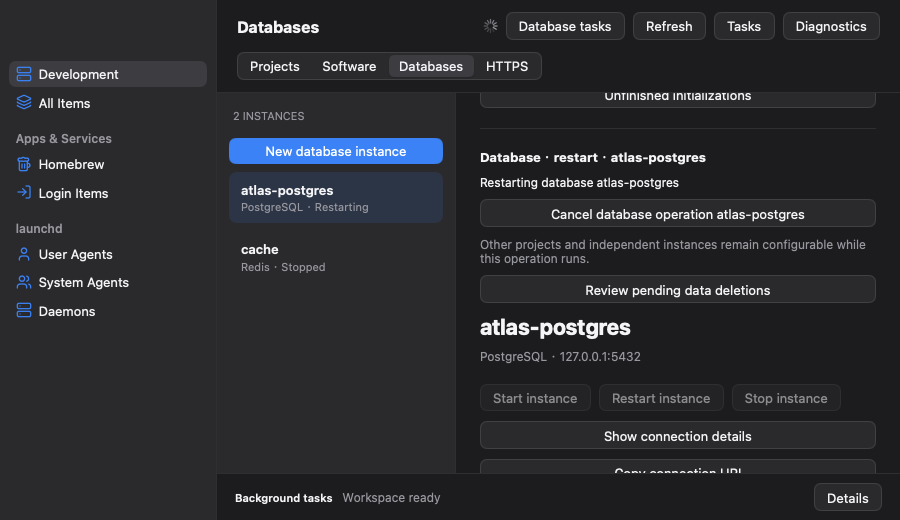 Databases
Database tasks
Refresh
Tasks
Diagnostics
Projects
Software
Databases
HTTPS
Development
All Items
Apps & Services
Homebrew
Login Items
launchd
User Agents
System Agents
Daemons
2 INSTANCES
New database instance
atlas-postgres
PostgreSQL · Restarting
cache
Redis · Stopped
Unfinished initializations
Database · restart · atlas-postgres
Restarting database atlas-postgres
Cancel database operation atlas-postgres
Other projects and independent instances remain configurable while
this operation runs.
Review pending data deletions
atlas-postgres
PostgreSQL · 127.0.0.1:5432
Start instance
Restart instance
Stop instance
Show connection details
Copy connection URL
Background tasks
Workspace ready
Details